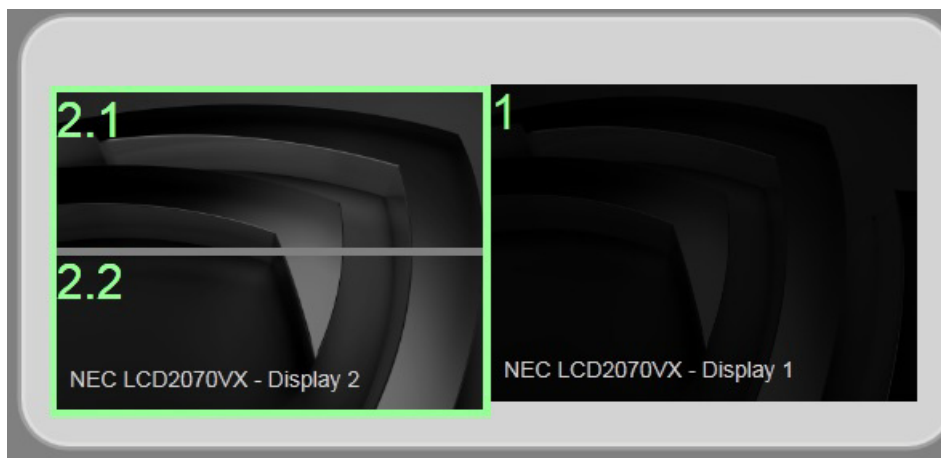 2.1
2.2
NEC LCD2070VX - Display 2
1
NEC LCD2070VX - Display 1